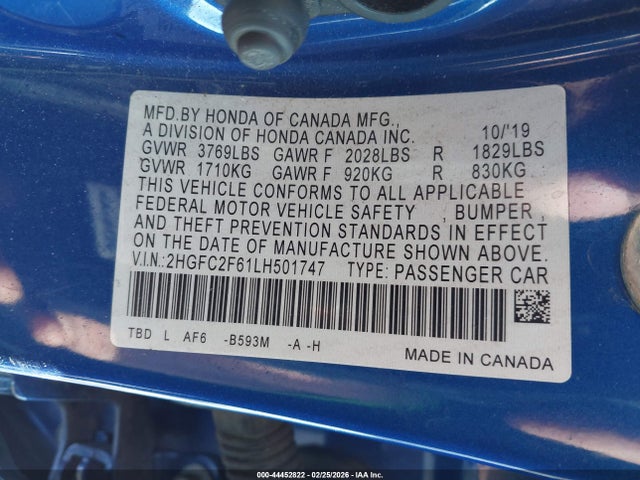 MFD.BY HONDA OF CANADA MFG.,
A DIVISION OF HONDA CANADA INC. 10/'19
GVWR 3769LBS GAWR F 2028LBS R 1829LBS
GVWR 1710KG GAWR F 920KG R 830KG
THIS VEHICLE CONFORMS TO ALL APPLICABLE
FEDERAL MOTOR VEHICLE SAFETY , BUMPER ,
AND THEFT PREVENTION STANDARDS IN EFFECT
ON THE DATE OF MANUFACTURE SHOWN ABOVE.
V.I.N.:2HGFC2F61LH501747 TYPE: PASSENGER CAR
TBD L AF6 -B593M -A -H
MADE IN CANADA
000-44452822 - 02/25/2026 - IAA Inc.